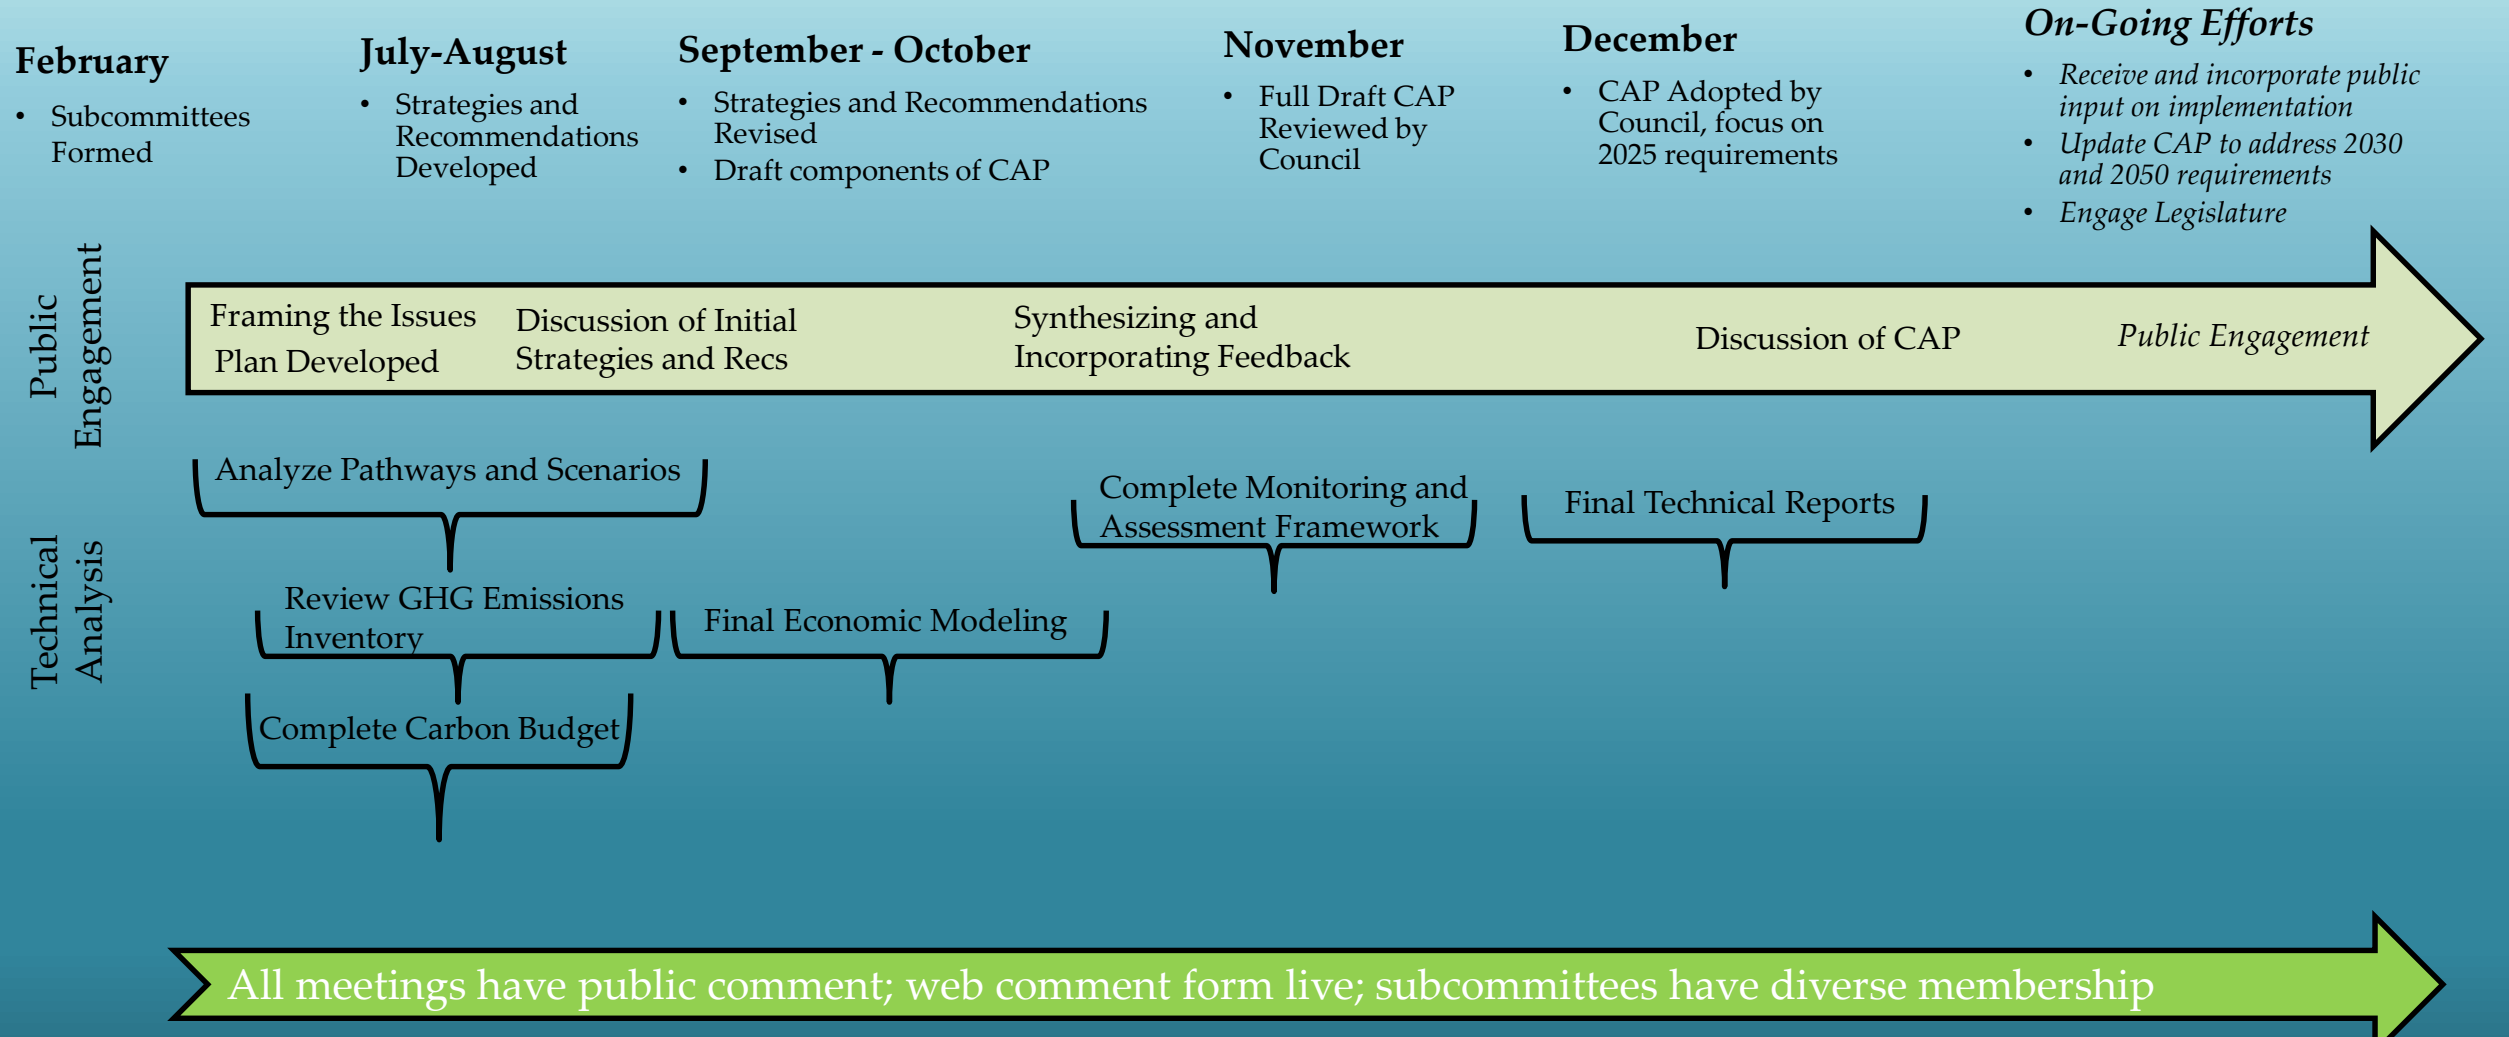 February
• Subcommittees
Formed
July-August
• Strategies and
Recommendations
Developed
September - October
• Strategies and Recommendations
Revised
• Draft components of CAP
November
• Full Draft CAP
Reviewed by
Council
December
• CAP Adopted by
Council, focus on
2025 requirements
On-Going Efforts
• Receive and incorporate public
input on implementation
• Update CAP to address 2030
and 2050 requirements
• Engage Legislature
Public
Engagement
Framing the Issues
Plan Developed
Discussion of Initial
Strategies and Recs
Synthesizing and
Incorporating Feedback
Discussion of CAP
Public Engagement
Technical
Analysis
Analyze Pathways and Scenarios
Review GHG Emissions
Inventory
Complete Carbon Budget
Final Economic Modeling
Complete Monitoring and
Assessment Framework
Final Technical Reports
All meetings have public comment; web comment form live; subcommittees have diverse membership